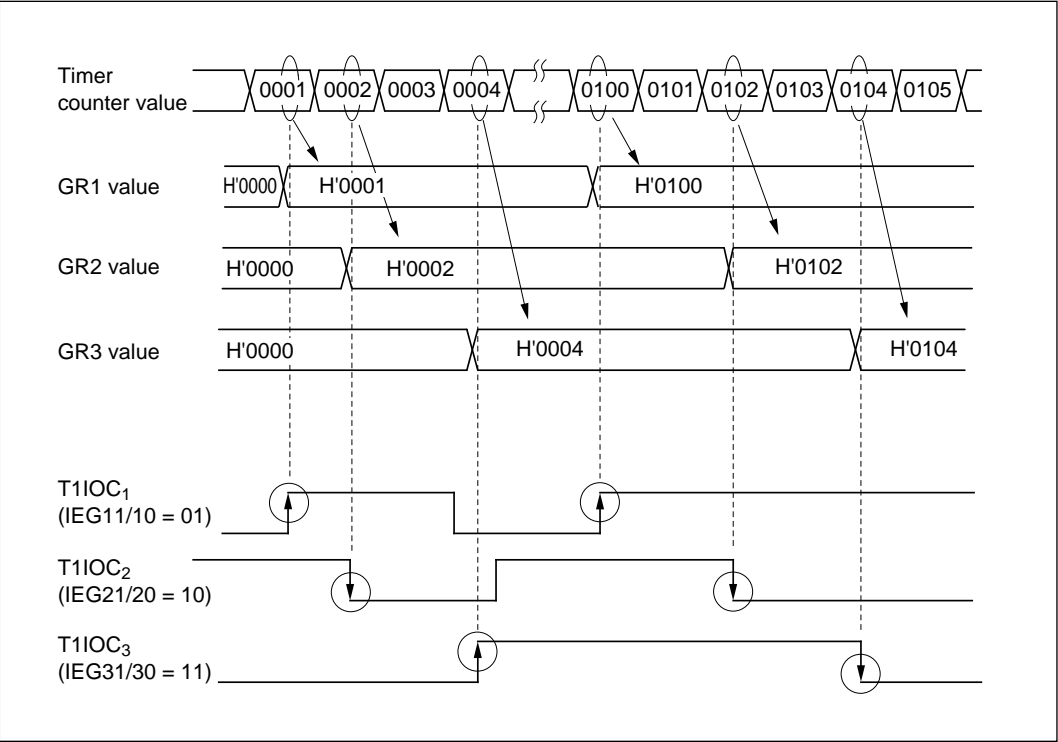 Timer
counter value
0001 0002 0003 0004 0100 0101 0102 0103 0104 0105
GR1 value H'0000 H'0001 H'0100
GR2 value H'0000 H'0002 H'0102
GR3 value H'0000 H'0004 H'0104
T1IOC1
(IEG11/10 = 01)
T1IOC2
(IEG21/20 = 10)
T1IOC3
(IEG31/30 = 11)